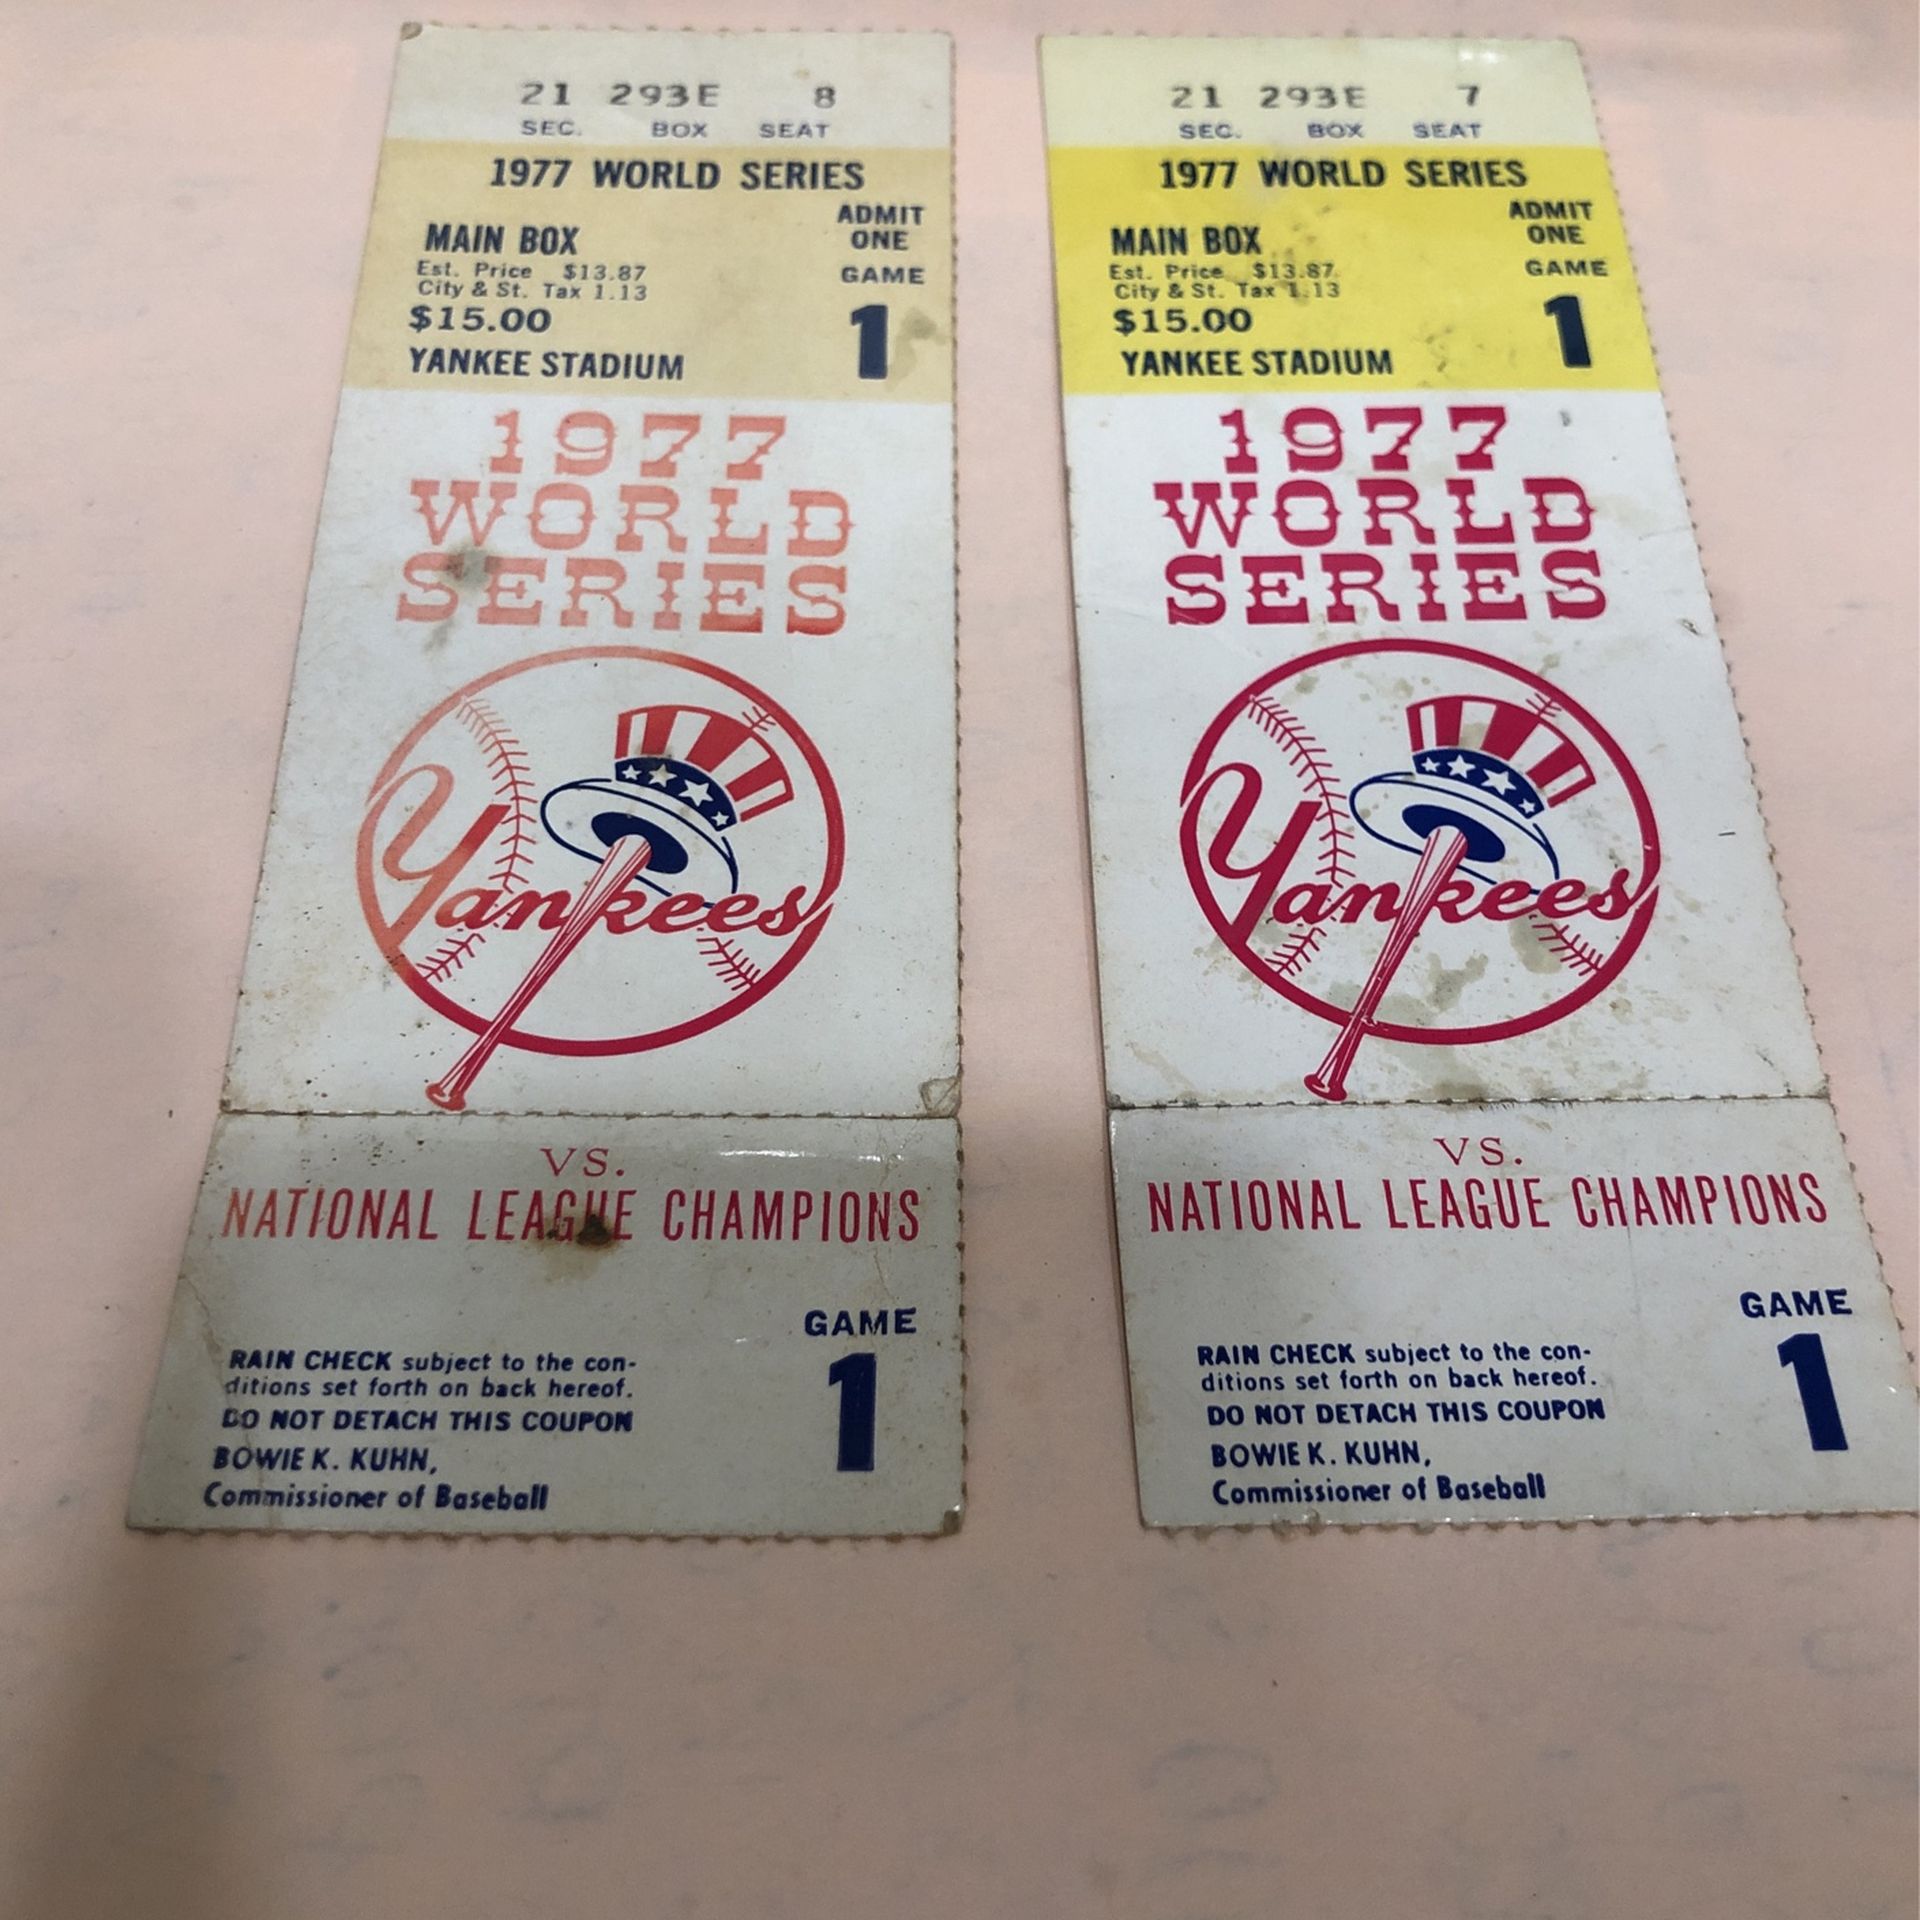 21 293E 8
SEC. BOX SEAT
1977 WORLD SERIES
MAIN BOX
Est. Price $13.87
City & St. Tax 1.13
$15.00
YANKEE STADIUM
ADMIT
ONE
GAME
1
1977
WORLD
SERIES
Yankees
VS.
NATIONAL LEAGUE CHAMPIONS
GAME
1
RAIN CHECK subject to the con-
ditions set forth on back hereof.
DO NOT DETACH THIS COUPON
BOWIE K. KUHN,
Commissioner of Baseball
21 293E 7
SEC. BOX SEAT
1977 WORLD SERIES
MAIN BOX
Est. Price $13.87
City & St. Tax 1.13
$15.00
YANKEE STADIUM
ADMIT
ONE
GAME
1
1977
WORLD
SERIES
Yankees
VS.
NATIONAL LEAGUE CHAMPIONS
GAME
1
RAIN CHECK subject to the con-
ditions set forth on back hereof.
DO NOT DETACH THIS COUPON
BOWIE K. KUHN,
Commissioner of Baseball